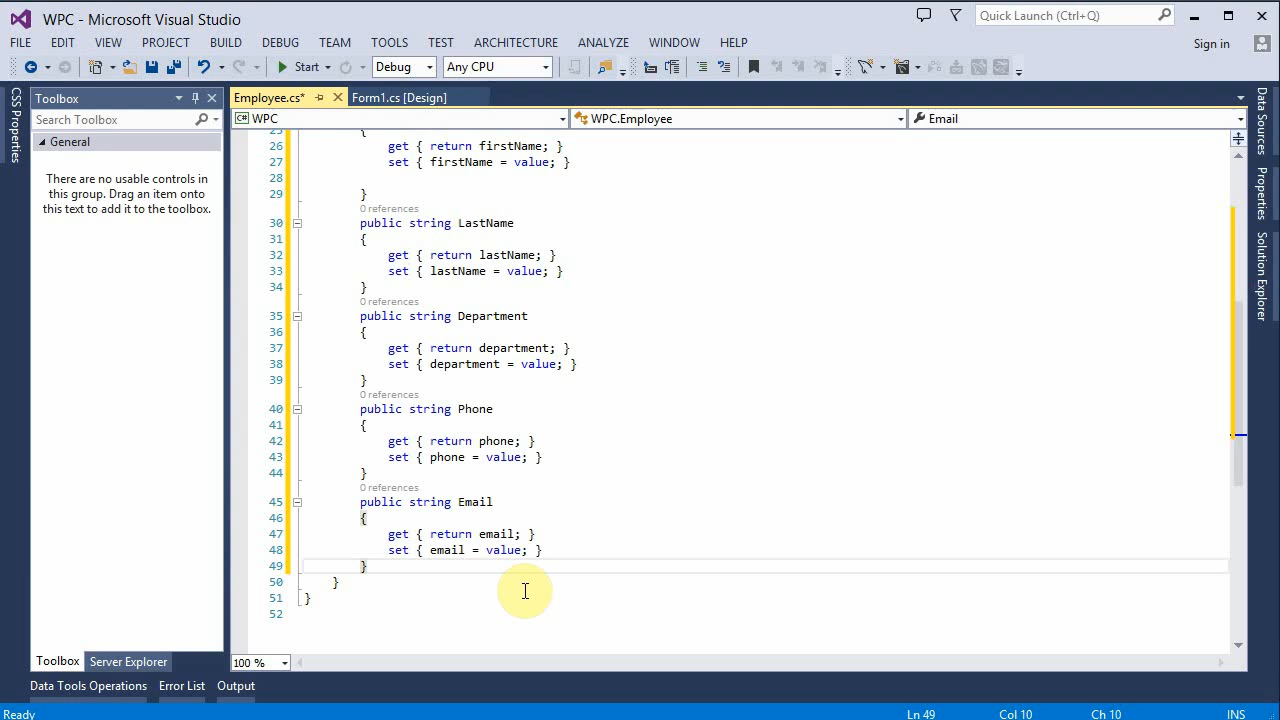 WPC - Microsoft Visual Studio
Quick Launch (Ctrl+Q)
FILE EDIT VIEW PROJECT BUILD DEBUG TEAM TOOLS TEST ARCHITECTURE ANALYZE WINDOW HELP
Sign in
Start Debug Any CPU
CSS Properties
Toolbox
Search Toolbox
General
There are no usable controls in
this group. Drag an item onto
this text to add it to the toolbox.
Toolbox Server Explorer
Employee.cs* Form1.cs [Design]
WPC WPC.Employee Email
25 {
26 get { return firstName; }
27 set { firstName = value; }
28
29 }
0 references
30 public string LastName
31 {
32 get { return lastName; }
33 set { lastName = value; }
34 }
0 references
35 public string Department
36 {
37 get { return department; }
38 set { department = value; }
39 }
0 references
40 public string Phone
41 {
42 get { return phone; }
43 set { phone = value; }
44 }
0 references
45 public string Email
46 {
47 get { return email; }
48 set { email = value; }
49 }
50 }
51 }
52
100 %
Data Sources
Properties
Solution Explorer
Data Tools Operations Error List Output
Ready Ln 49 Col 10 Ch 10 INS